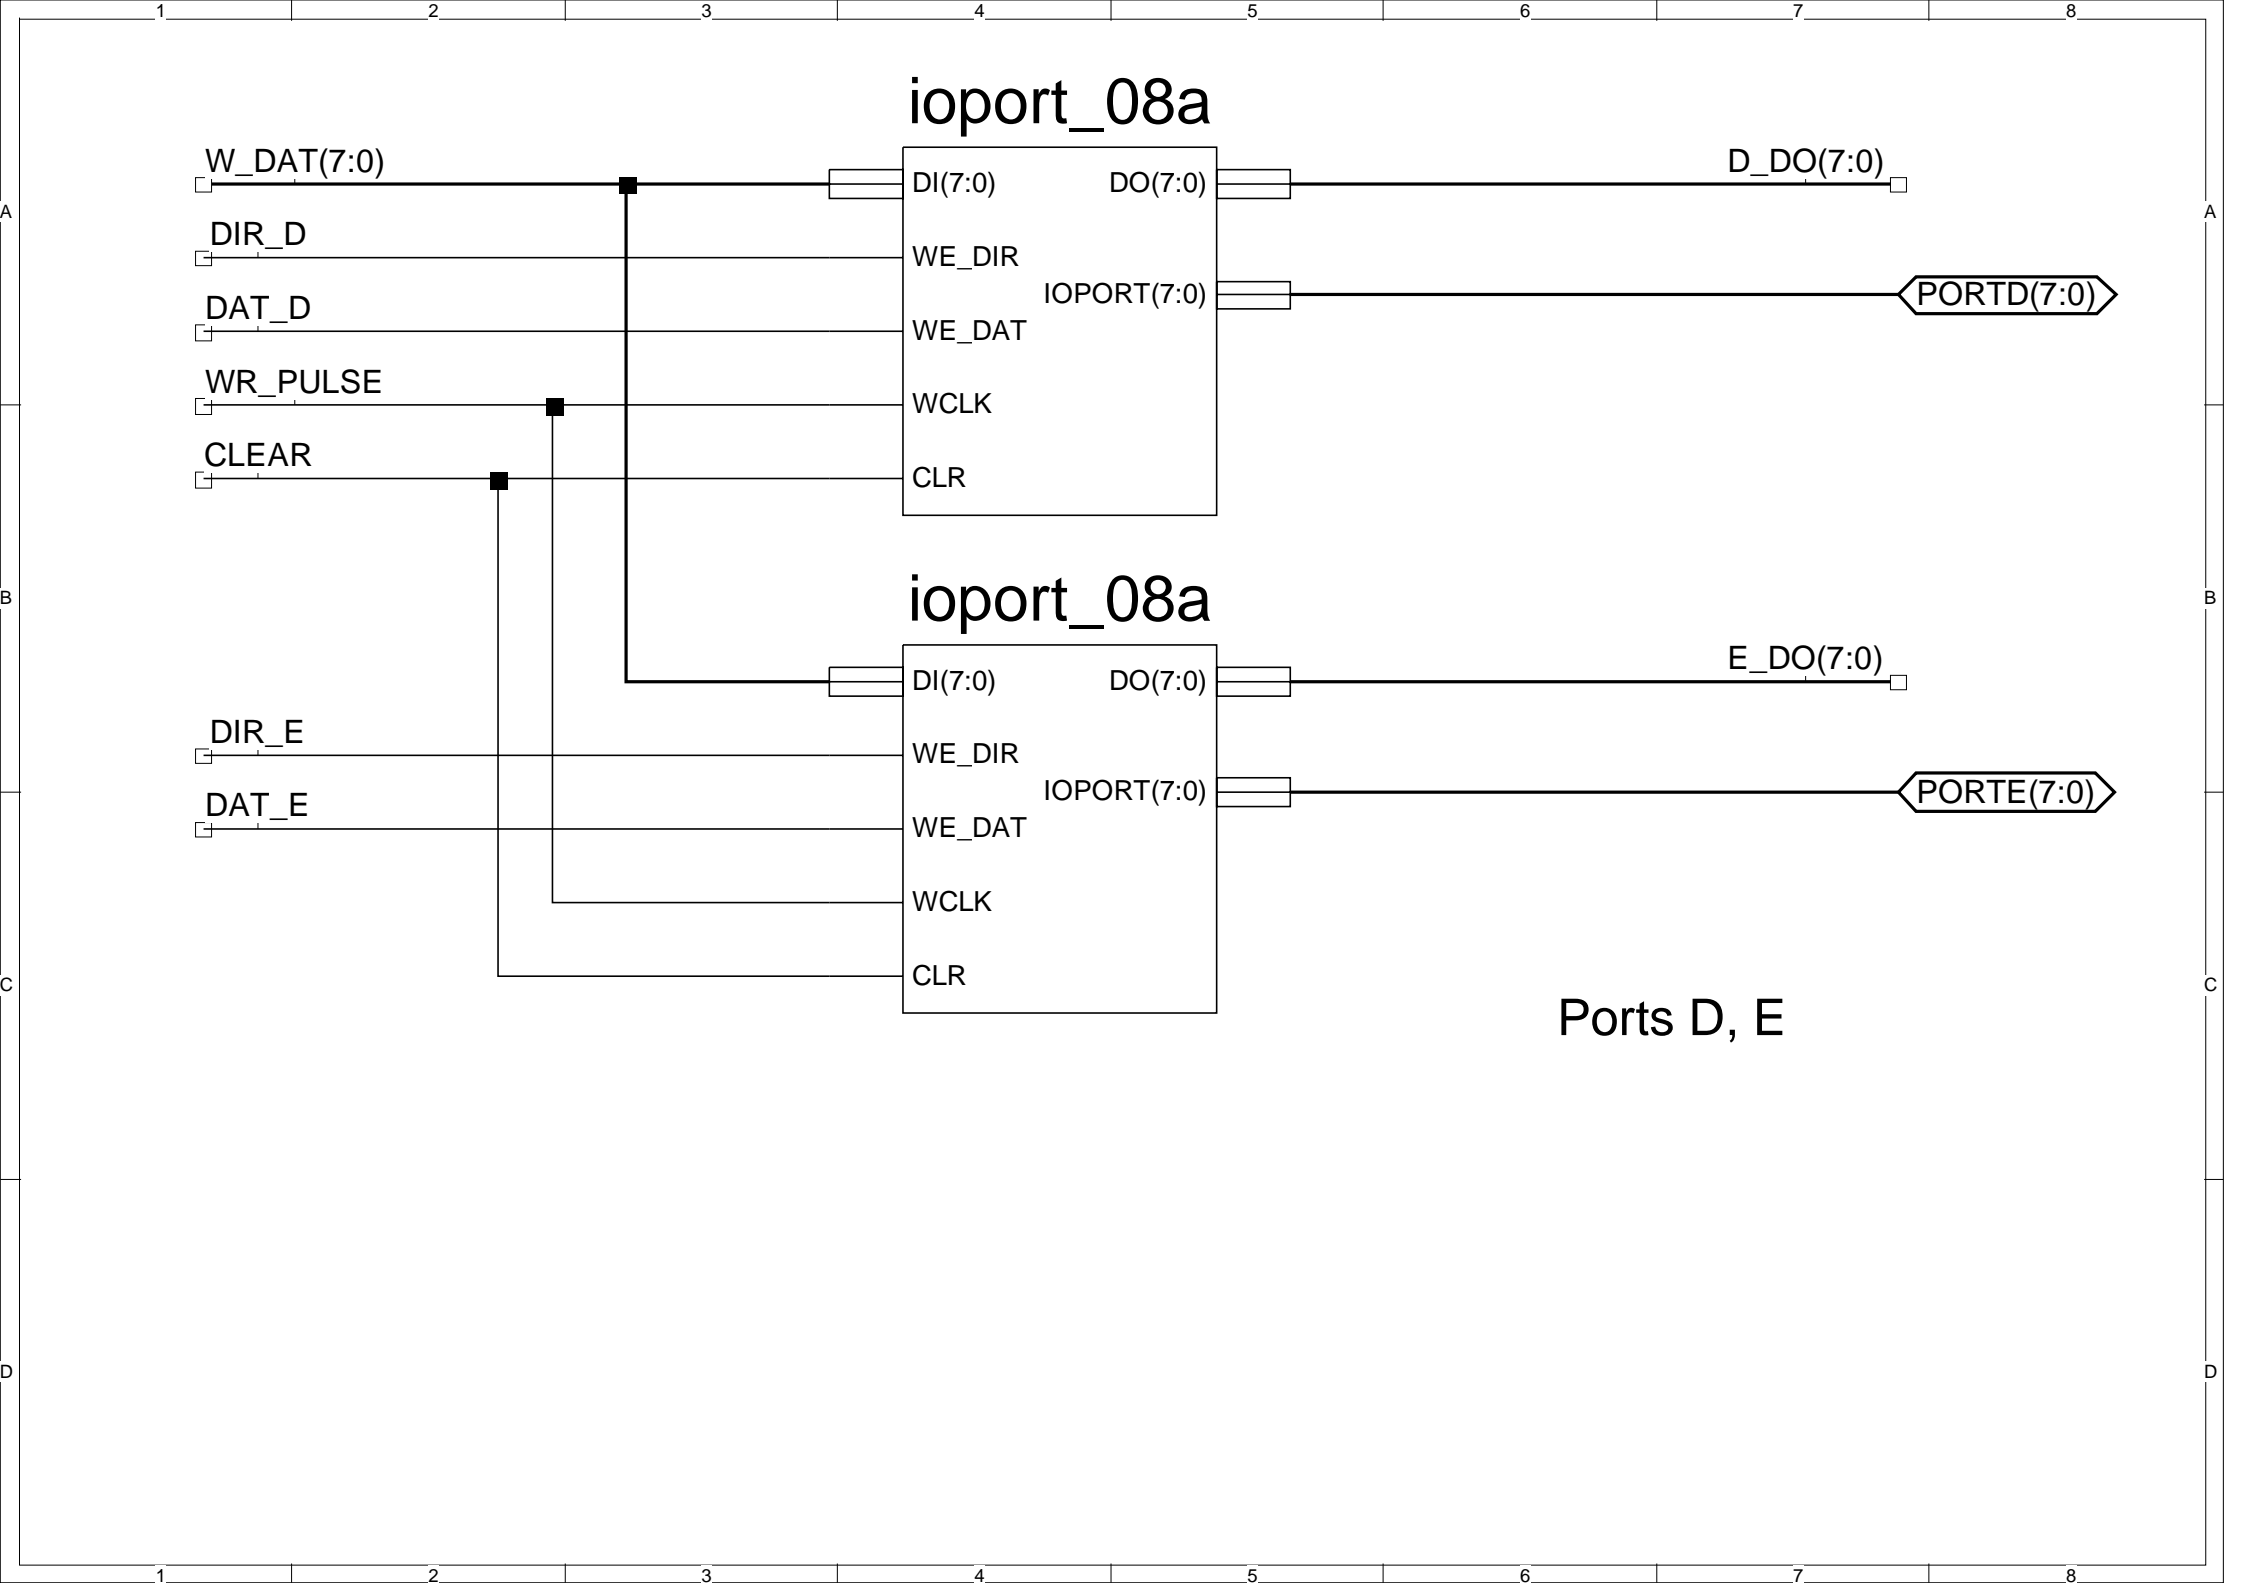 1 2 3 4 5 6 7 8
ioport_08a
W_DAT(7:0)
DI(7:0)
DO(7:0)
D_DO(7:0)
A
A
DIR_D
WE_DIR
IOPORT(7:0)
PORTD(7:0)
DAT_D
WE_DAT
WR_PULSE
WCLK
CLEAR
CLR
B
B
ioport_08a
DI(7:0)
DO(7:0)
E_DO(7:0)
DIR_E
WE_DIR
IOPORT(7:0)
PORTE(7:0)
DAT_E
WE_DAT
WCLK
CLR
C
C
Ports D, E
D
D
1 2 3 4 5 6 7 8